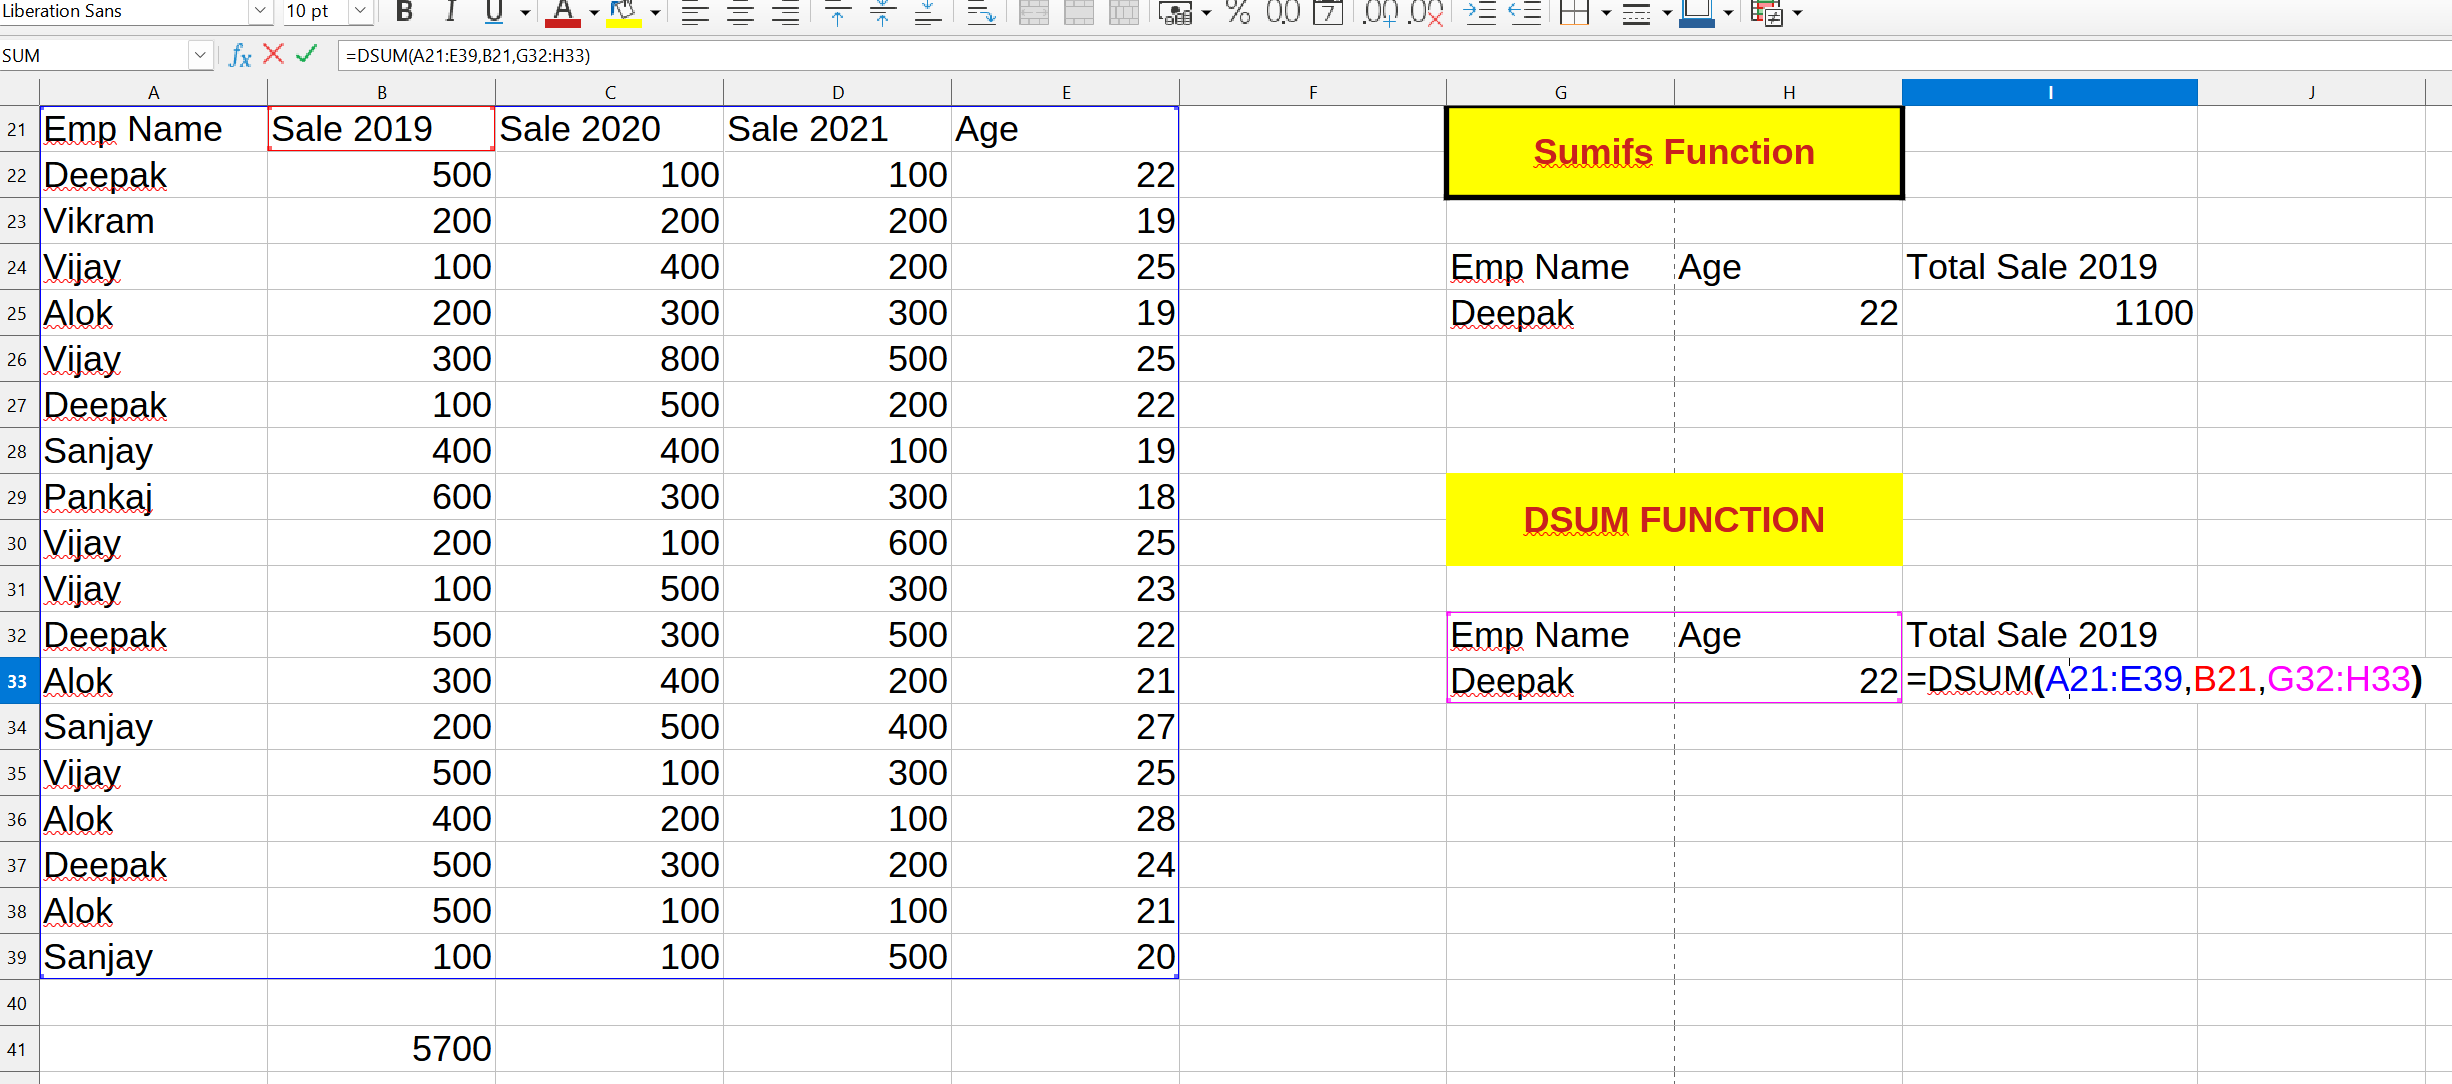 Liberation Sans 10 pt B I U A % 0.0 7 .00 .00
SUM fx =DSUM(A21:E39,B21,G32:H33)
A B C D E F G H I J
21 Emp Name Sale 2019 Sale 2020 Sale 2021 Age
Sumifs Function
22 Deepak 500 100 100 22
23 Vikram 200 200 200 19
24 Vijay 100 400 200 25 Emp Name Age Total Sale 2019
25 Alok 200 300 300 19 Deepak 22 1100
26 Vijay 300 800 500 25
27 Deepak 100 500 200 22
28 Sanjay 400 400 100 19
29 Pankaj 600 300 300 18
DSUM FUNCTION
30 Vijay 200 100 600 25
31 Vijay 100 500 300 23
32 Deepak 500 300 500 22 Emp Name Age Total Sale 2019
33 Alok 300 400 200 21 Deepak 22 =DSUM(A21:E39,B21,G32:H33)
34 Sanjay 200 500 400 27
35 Vijay 500 100 300 25
36 Alok 400 200 100 28
37 Deepak 500 300 200 24
38 Alok 500 100 100 21
39 Sanjay 100 100 500 20
40
41 5700